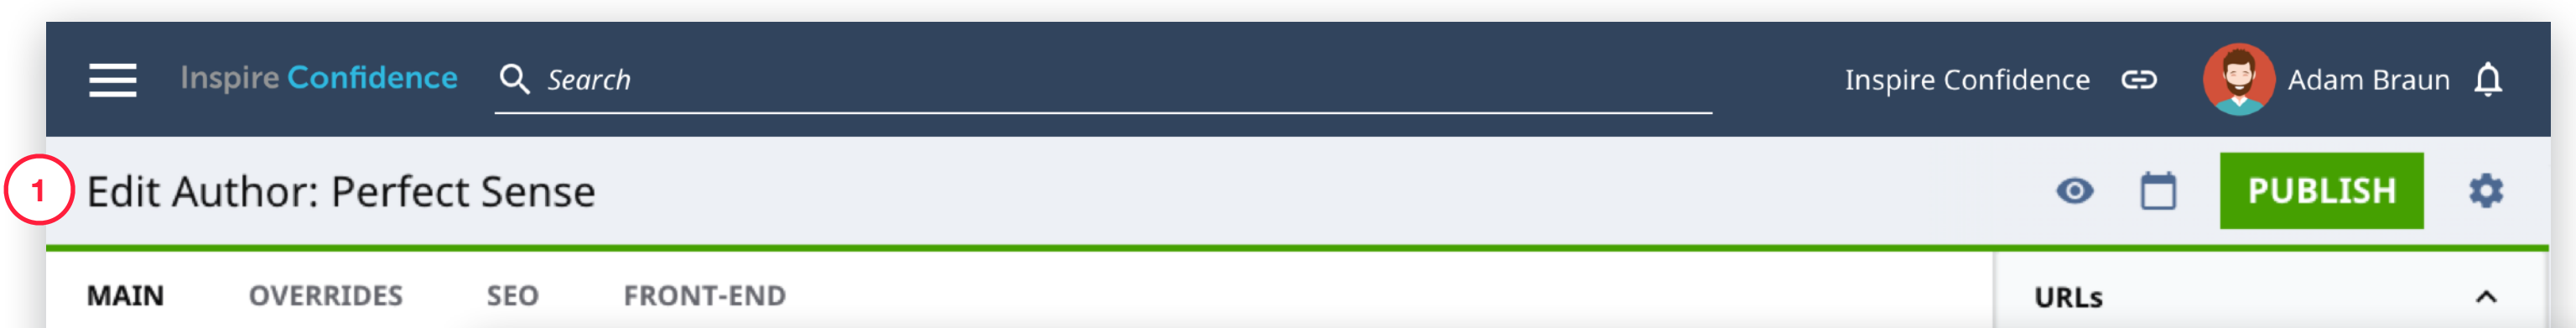 Inspire Confidence Search Inspire Confidence Adam Braun
1 Edit Author: Perfect Sense PUBLISH
MAIN OVERRIDES SEO FRONT-END URLs